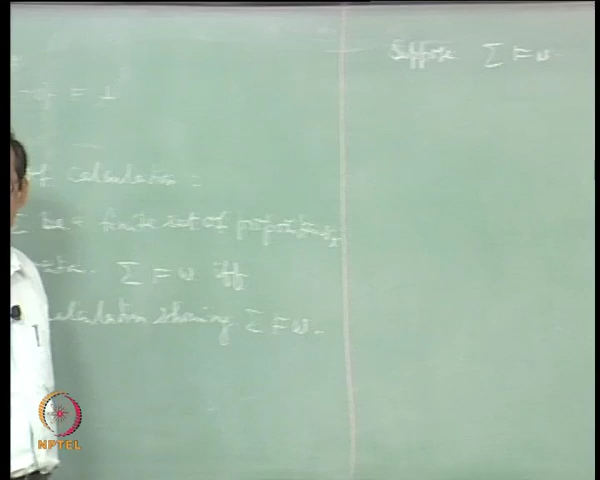 = ⊥
of calculation :
be a finite set of propositions
Σ ⊨ w iff
calculation showing Σ ⊨ w.
Suppose Σ ⊨ w.
NPTEL